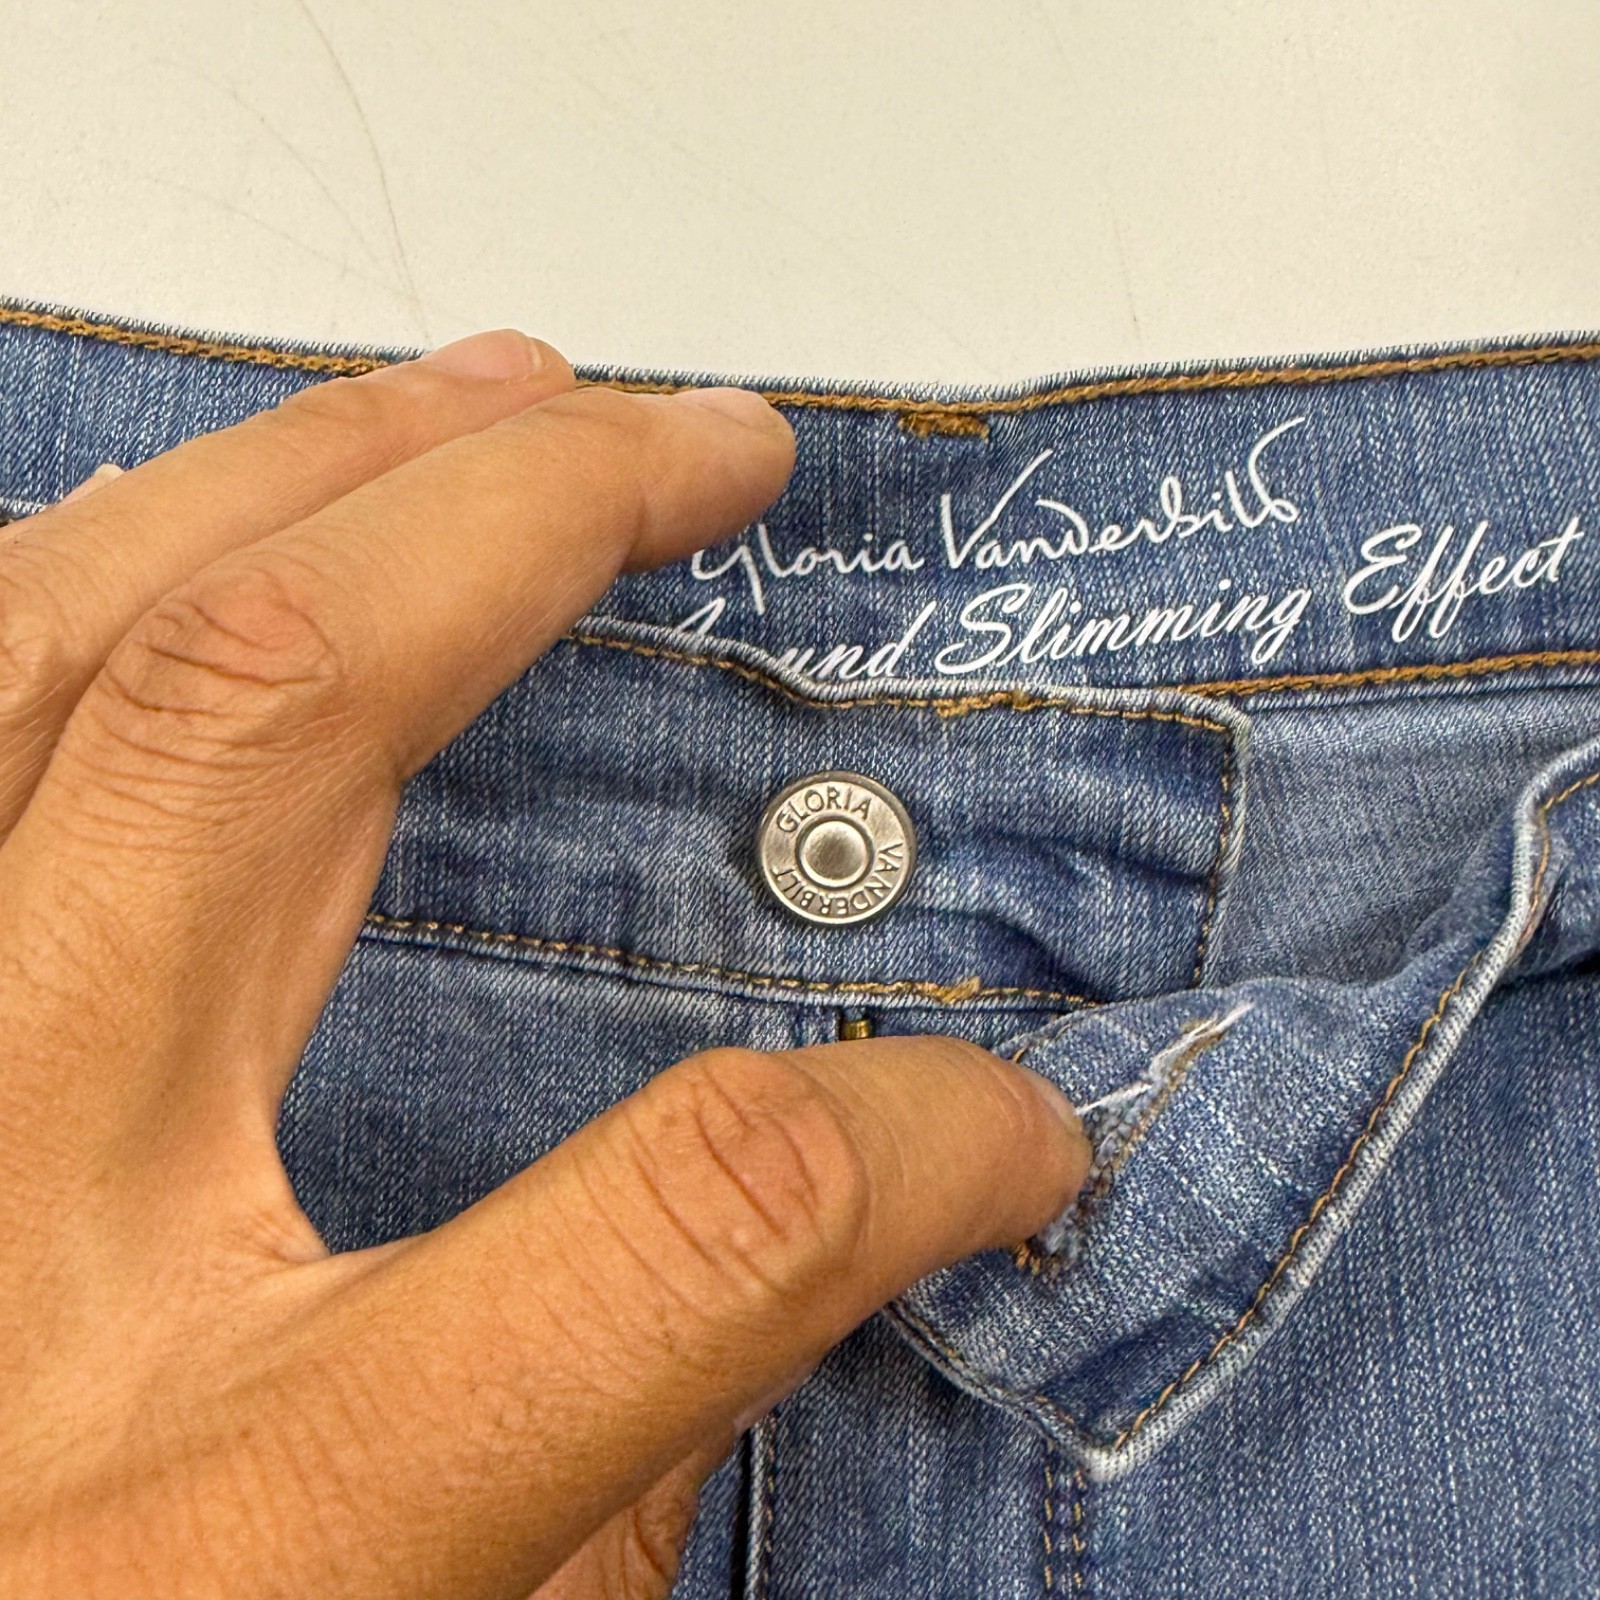 Gloria Vanderbilt
Slimming Effect
GLORIA VANDERBILT